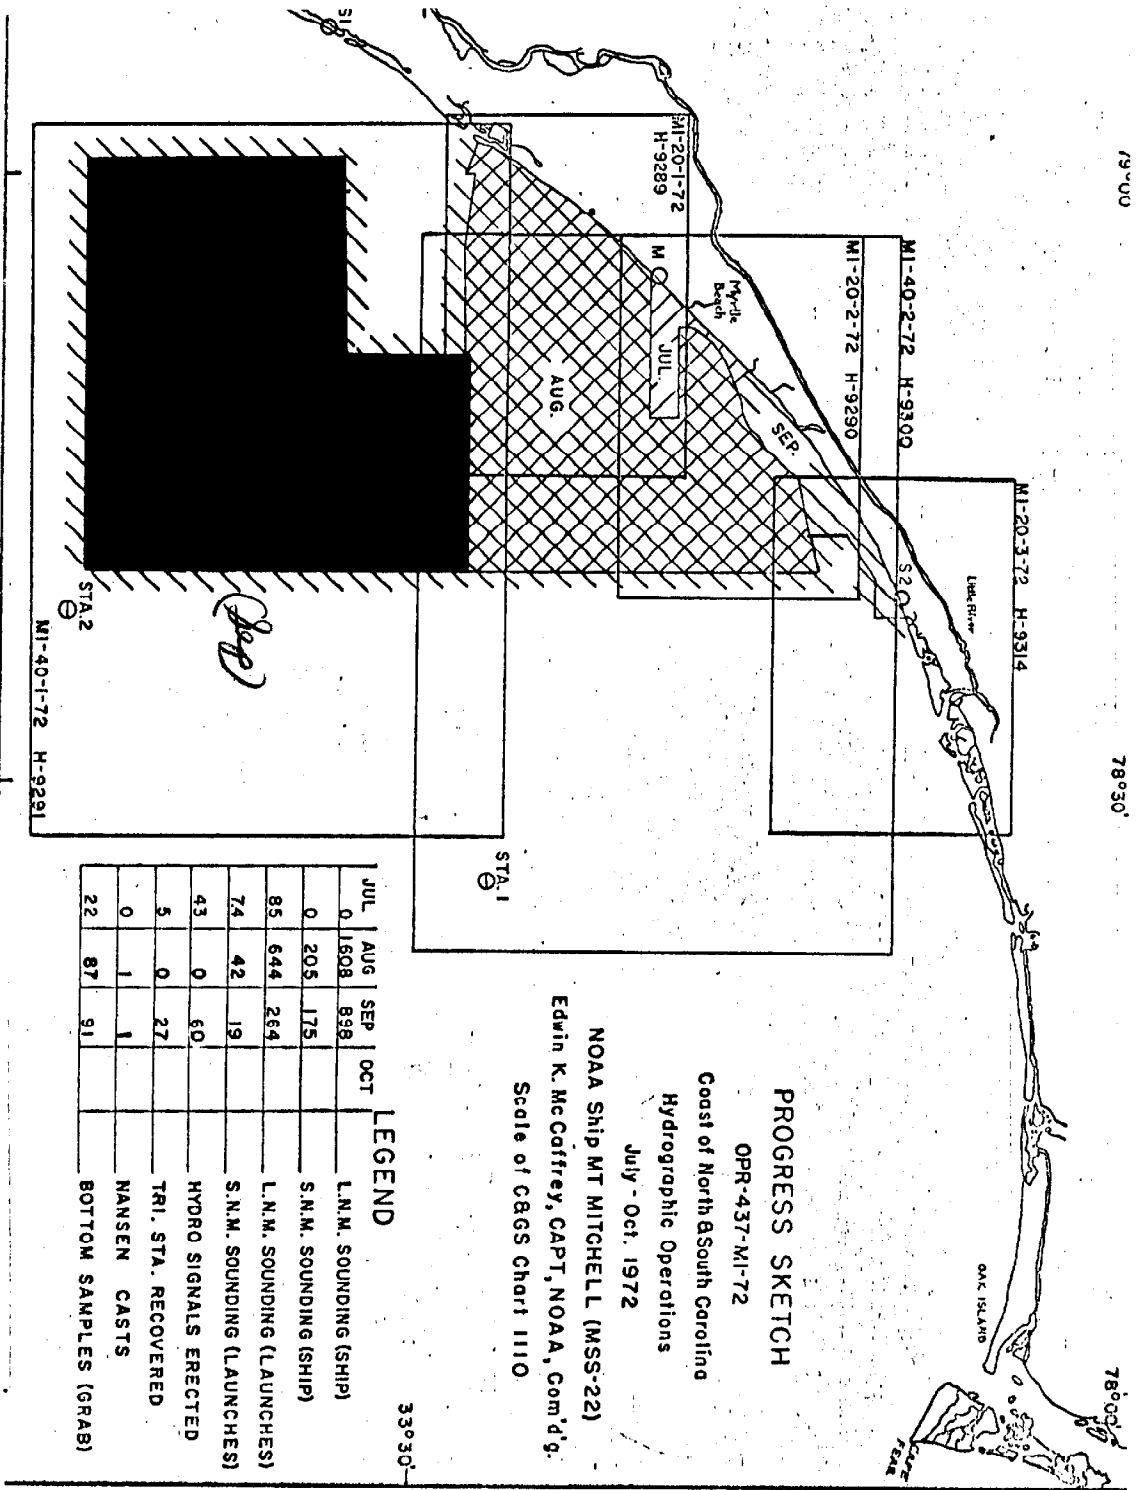 PROGRESS SKETCH
OPR-437-MI-72
Coast of North & South Carolina
Hydrographic Operations
July - Oct. 1972
NOAA Ship MT MITCHELL (MSS-22)
Edwin K. McCaffrey, CAPT, NOAA, Com'd'g.
Scale of C&GS Chart 1110
LEGEND
JUL AUG SEP OCT
0 1608 898 L.N.M. SOUNDING (SHIP)
0 205 175 S.N.M. SOUNDING (SHIP)
85 644 264 L.N.M. SOUNDING (LAUNCHES)
74 42 19 S.N.M. SOUNDING (LAUNCHES)
43 0 60 HYDRO SIGNALS ERECTED
5 0 27 TRI. STA. RECOVERED
0 1 1 NANSEN CASTS
22 87 91 BOTTOM SAMPLES (GRAB)
79°00'
78°30'
78°00'
33°30'
MI-20-3-72 H-9314
MI-40-2-72 H-9300
MI-20-2-72 H-9290
MI-20-1-72
H-9289
MI-40-1-72 H-9291
Little River
OAK ISLAND
CAPE
FEAR
S2
S1
M
Myrtle
Beach
JUL.
AUG.
SEP.
STA. 1
STA. 2
(Sep)